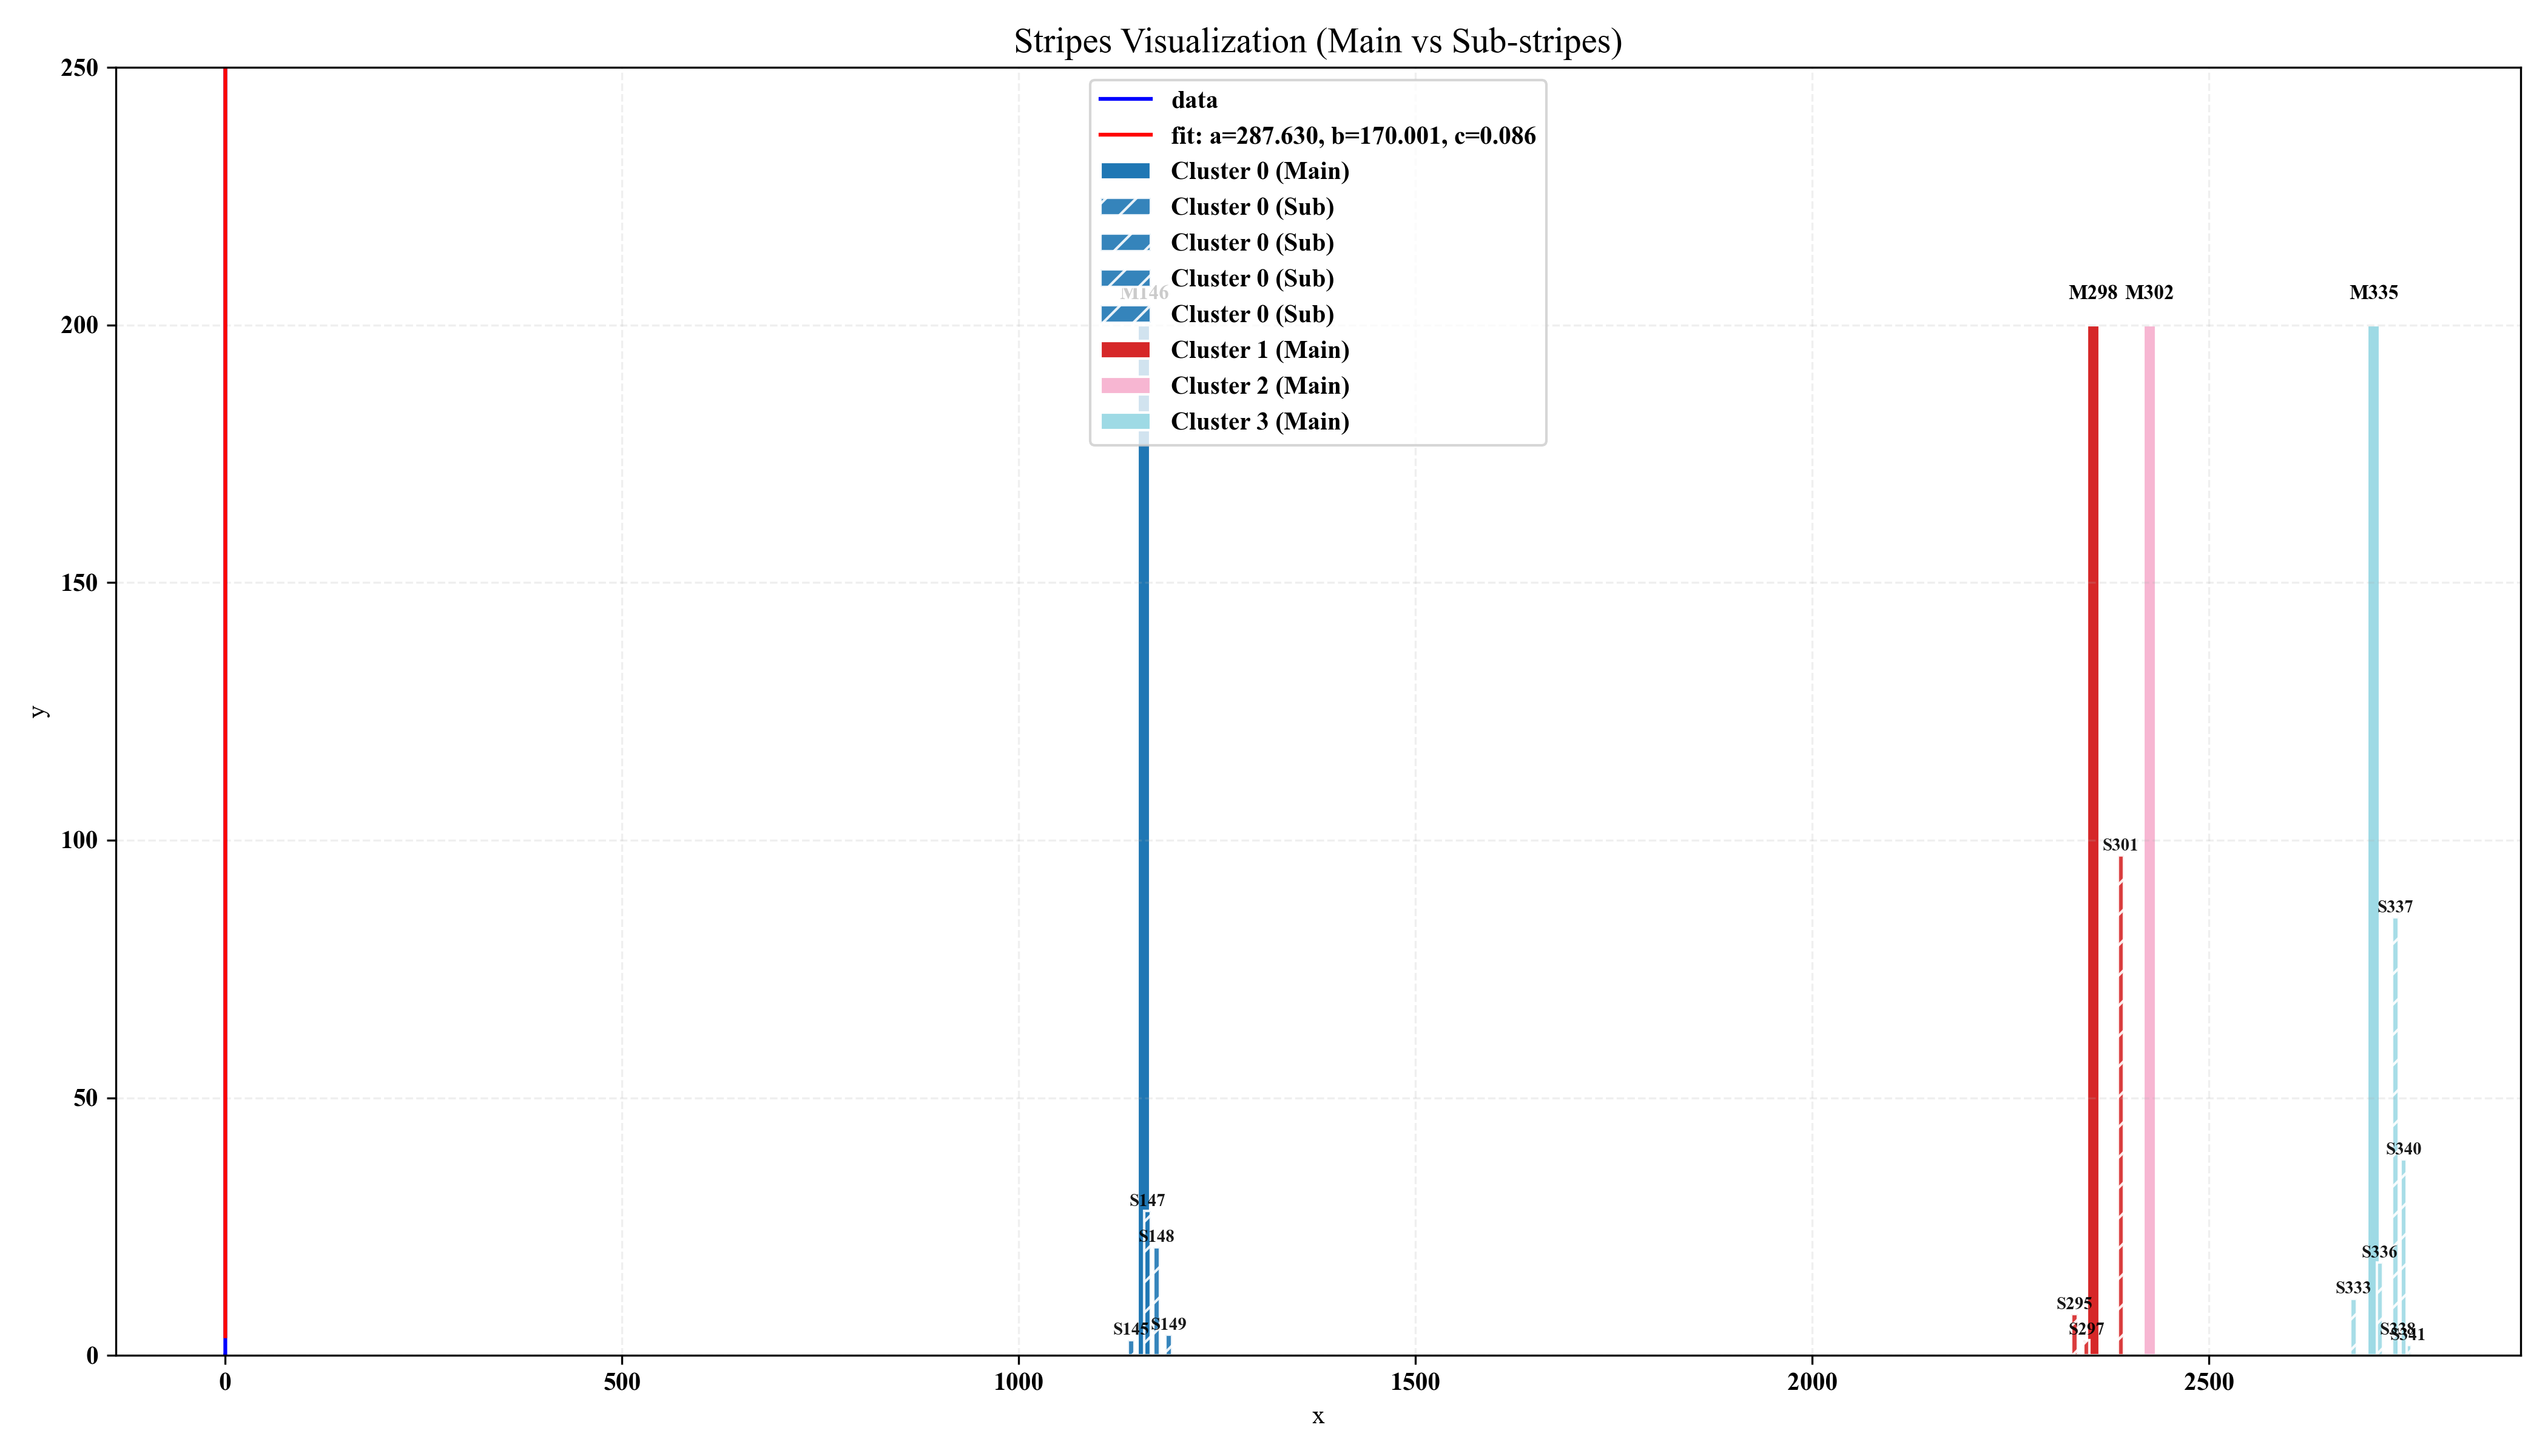 Stripes Visualization (Main vs Sub-stripes)
250
200
150
100
50
0
y
data
fit: a=287.630, b=170.001, c=0.086
Cluster 0 (Main)
Cluster 0 (Sub)
Cluster 0 (Sub)
Cluster 0 (Sub)
Cluster 0 (Sub)
Cluster 1 (Main)
Cluster 2 (Main)
Cluster 3 (Main)
M146
M298 M302
M335
S301
S337
S340
S147
S148
S336
S333
S295
S145
S149
S297
S338
S341
0
500
1000
1500
2000
2500
x